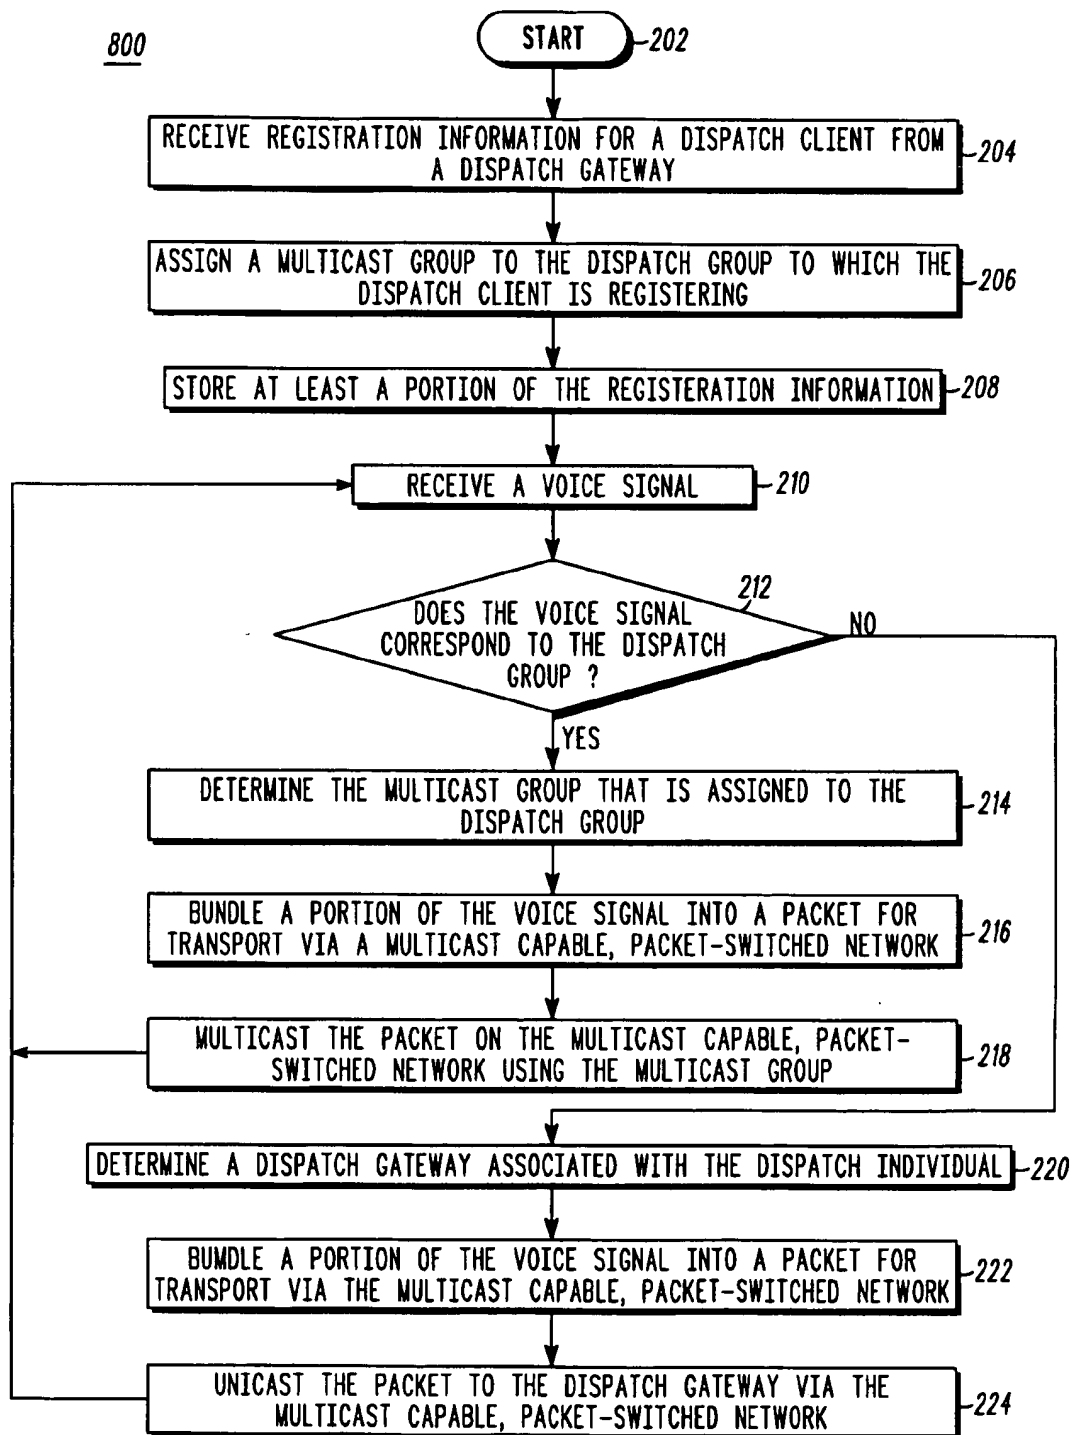 800
START
202
RECEIVE REGISTRATION INFORMATION FOR A DISPATCH CLIENT FROM
A DISPATCH GATEWAY
204
ASSIGN A MULTICAST GROUP TO THE DISPATCH GROUP TO WHICH THE
DISPATCH CLIENT IS REGISTERING
206
STORE AT LEAST A PORTION OF THE REGISTERATION INFORMATION
208
RECEIVE A VOICE SIGNAL
210
212
DOES THE VOICE SIGNAL
CORRESPOND TO THE DISPATCH
GROUP ?
NO
YES
DETERMINE THE MULTICAST GROUP THAT IS ASSIGNED TO THE
DISPATCH GROUP
214
BUNDLE A PORTION OF THE VOICE SIGNAL INTO A PACKET FOR
TRANSPORT VIA A MULTICAST CAPABLE, PACKET-SWITCHED NETWORK
216
MULTICAST THE PACKET ON THE MULTICAST CAPABLE, PACKET-
SWITCHED NETWORK USING THE MULTICAST GROUP
218
DETERMINE A DISPATCH GATEWAY ASSOCIATED WITH THE DISPATCH INDIVIDUAL
220
BUMDLE A PORTION OF THE VOICE SIGNAL INTO A PACKET FOR
TRANSPORT VIA THE MULTICAST CAPABLE, PACKET-SWITCHED NETWORK
222
UNICAST THE PACKET TO THE DISPATCH GATEWAY VIA THE
MULTICAST CAPABLE, PACKET-SWITCHED NETWORK
224